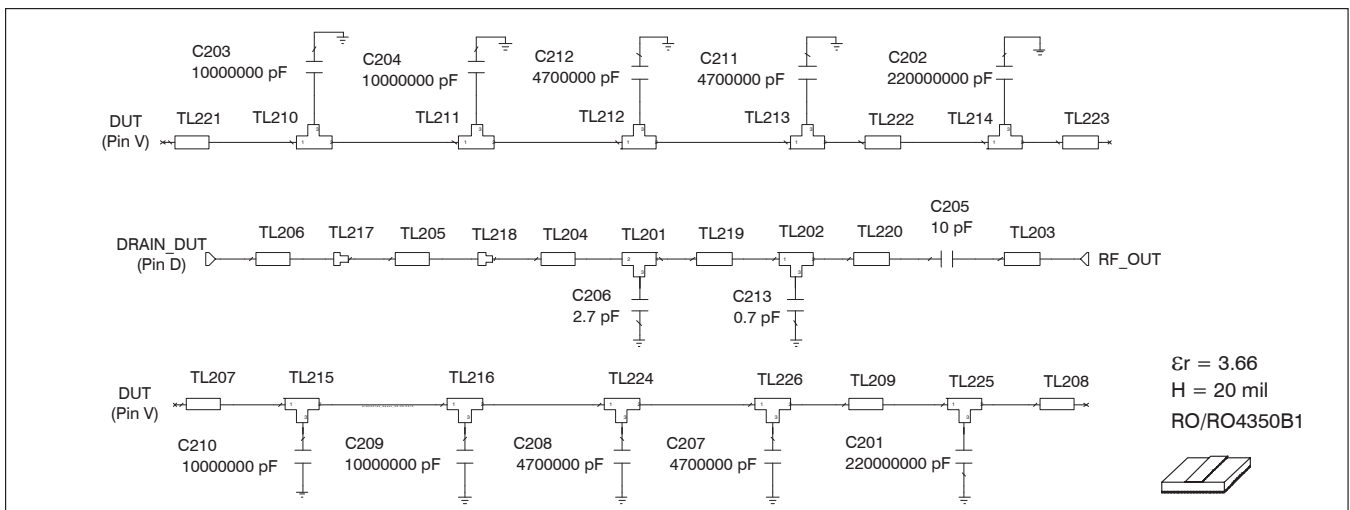 C203
10000000 pF
C204
10000000 pF
C212
4700000 pF
C211
4700000 pF
C202
220000000 pF
DUT
(Pin V)
TL221
TL210
TL211
TL212
TL213
TL222
TL214
TL223
DRAIN_DUT
(Pin D)
TL206
TL217
TL205
TL218
TL204
TL201
TL219
TL202
TL220
C205
10 pF
TL203
RF_OUT
C206
2.7 pF
C213
0.7 pF
DUT
(Pin V)
TL207
TL215
TL216
TL224
TL226
TL209
TL225
TL208
C210
10000000 pF
C209
10000000 pF
C208
4700000 pF
C207
4700000 pF
C201
220000000 pF
εr = 3.66
H = 20 mil
RO/RO4350B1